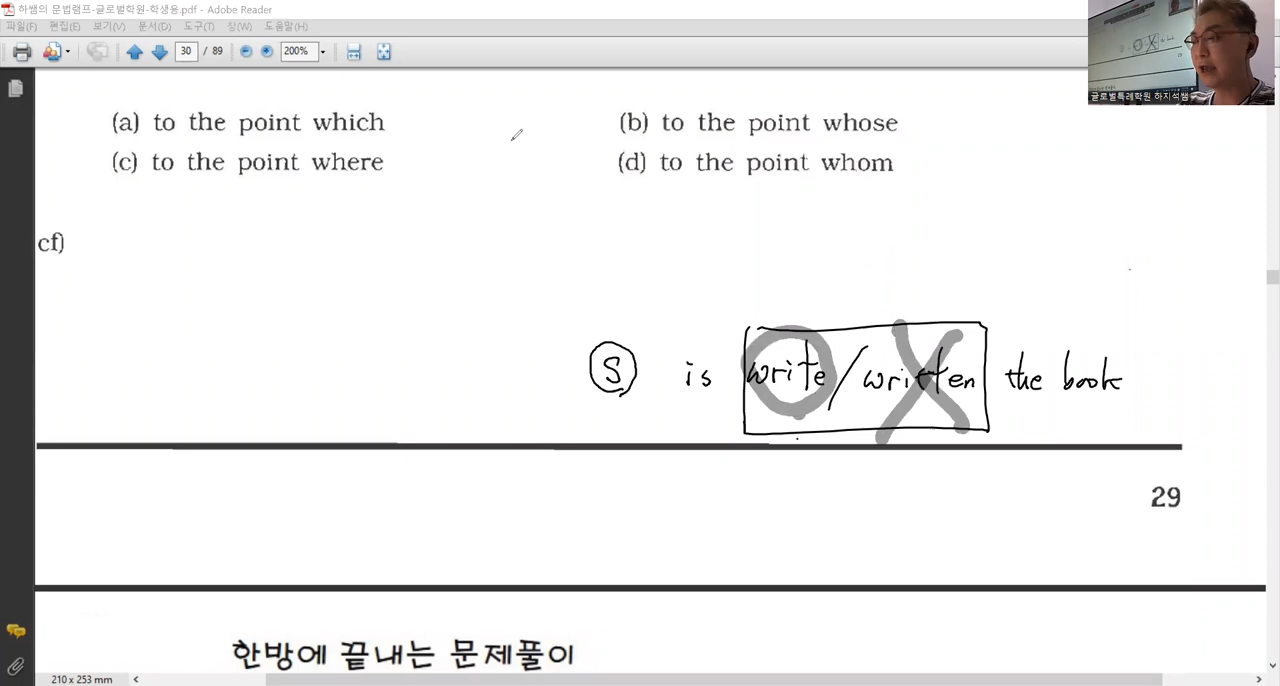 하쌤의 문법램프-글로벌학원-학생용.pdf - Adobe Reader
파일(F) 편집(E) 보기(V) 문서(D) 도구(T) 창(W) 도움말(H)
30 / 89 200%
글로벌특례학원 하지석쌤
(a) to the point which (b) to the point whose
(c) to the point where (d) to the point whom
cf)
S is write/written the book
29
한방에 끝내는 문제풀이
210 x 253 mm